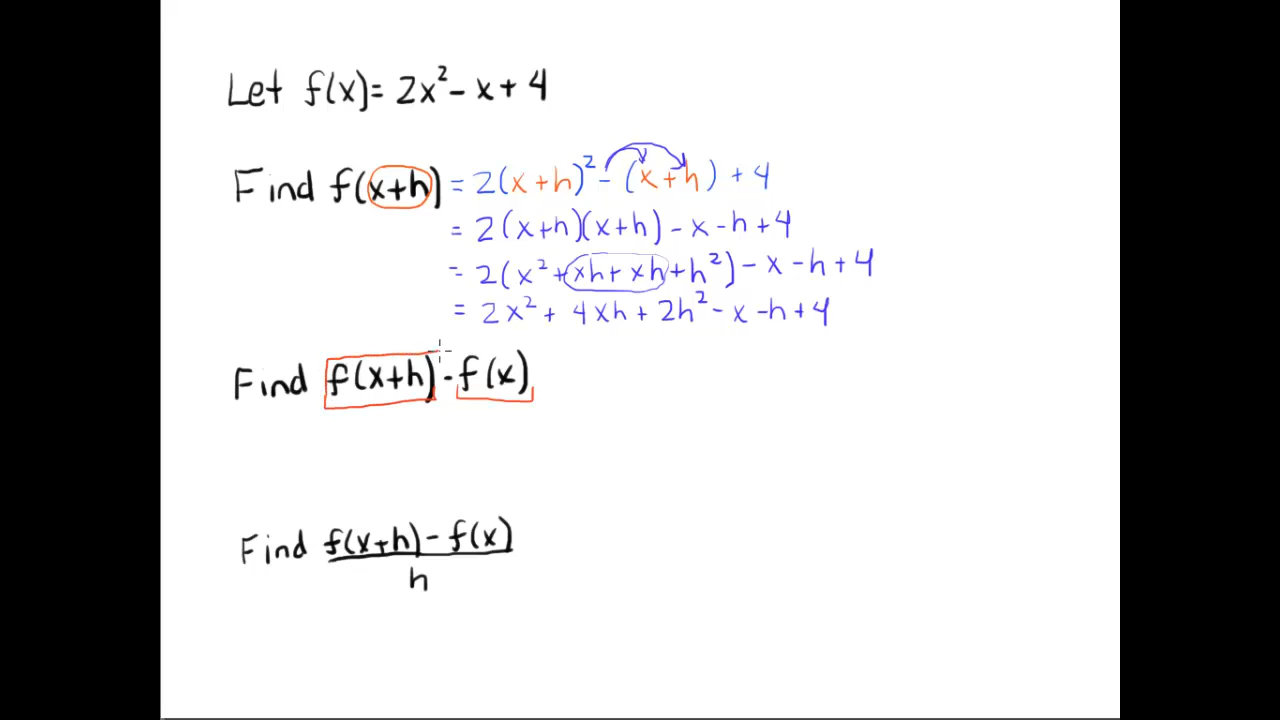 Let f(x)= 2x² - x + 4
Find f(x+h) = 2(x+h)² - (x+h) + 4
= 2(x+h)(x+h) - x - h + 4
= 2(x² + xh + xh + h²) - x - h + 4
= 2x² + 4xh + 2h² - x - h + 4
Find f(x+h) - f(x)
Find f(x+h) - f(x)
h